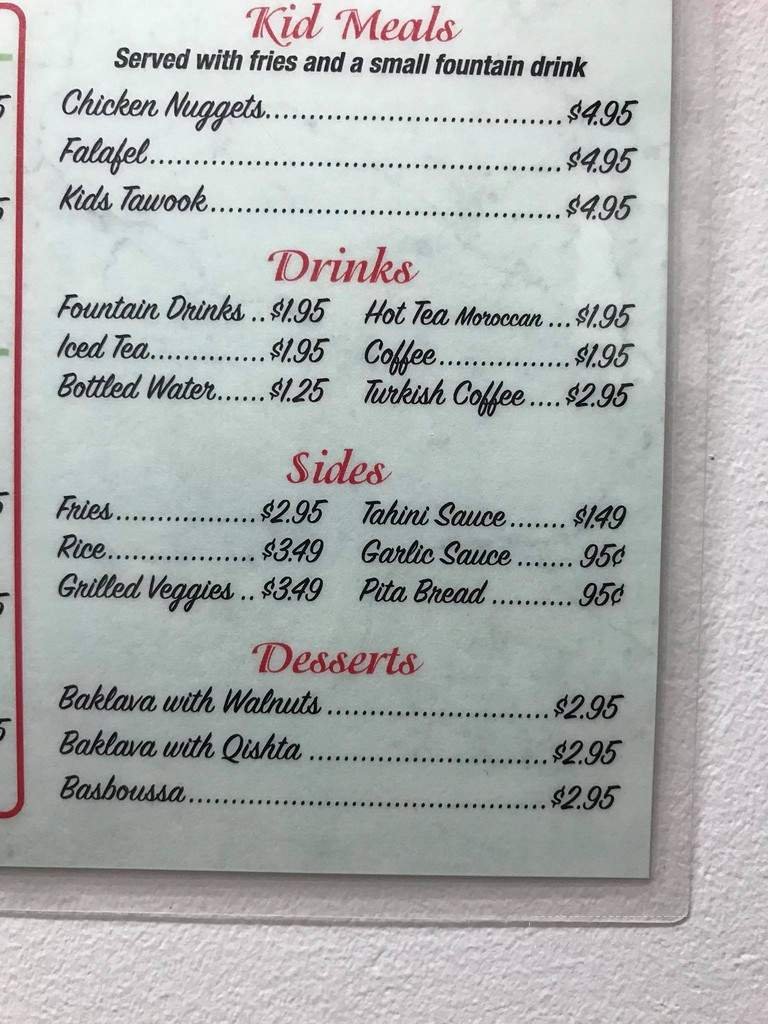 Kid Meals
Served with fries and a small fountain drink
Chicken Nuggets.................................. $4.95
Falafel................................................ $4.95
Kids Tawook........................................ $4.95
Drinks
Fountain Drinks .. $1.95
Iced Tea.............. $1.95
Bottled Water...... $1.25
Hot Tea Moroccan ... $1.95
Coffee................ $1.95
Turkish Coffee .... $2.95
Sides
Fries................. $2.95
Rice.................. $3.49
Grilled Veggies .. $3.49
Tahini Sauce ....... $1.49
Garlic Sauce ....... 95¢
Pita Bread .......... 95¢
Desserts
Baklava with Walnuts .......................... $2.95
Baklava with Qishta ............................ $2.95
Basboussa.......................................... $2.95